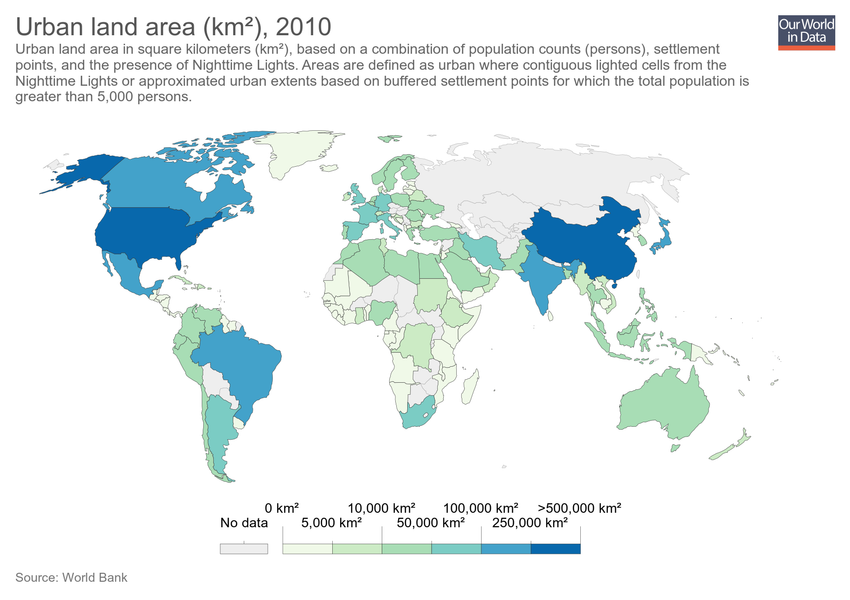 Urban land area (km²), 2010
Our World
in Data
Urban land area in square kilometers (km²), based on a combination of population counts (persons), settlement
points, and the presence of Nighttime Lights. Areas are defined as urban where contiguous lighted cells from the
Nighttime Lights or approximated urban extents based on buffered settlement points for which the total population is
greater than 5,000 persons.
0 km² 10,000 km² 100,000 km² >500,000 km²
No data 5,000 km² 50,000 km² 250,000 km²
Source: World Bank